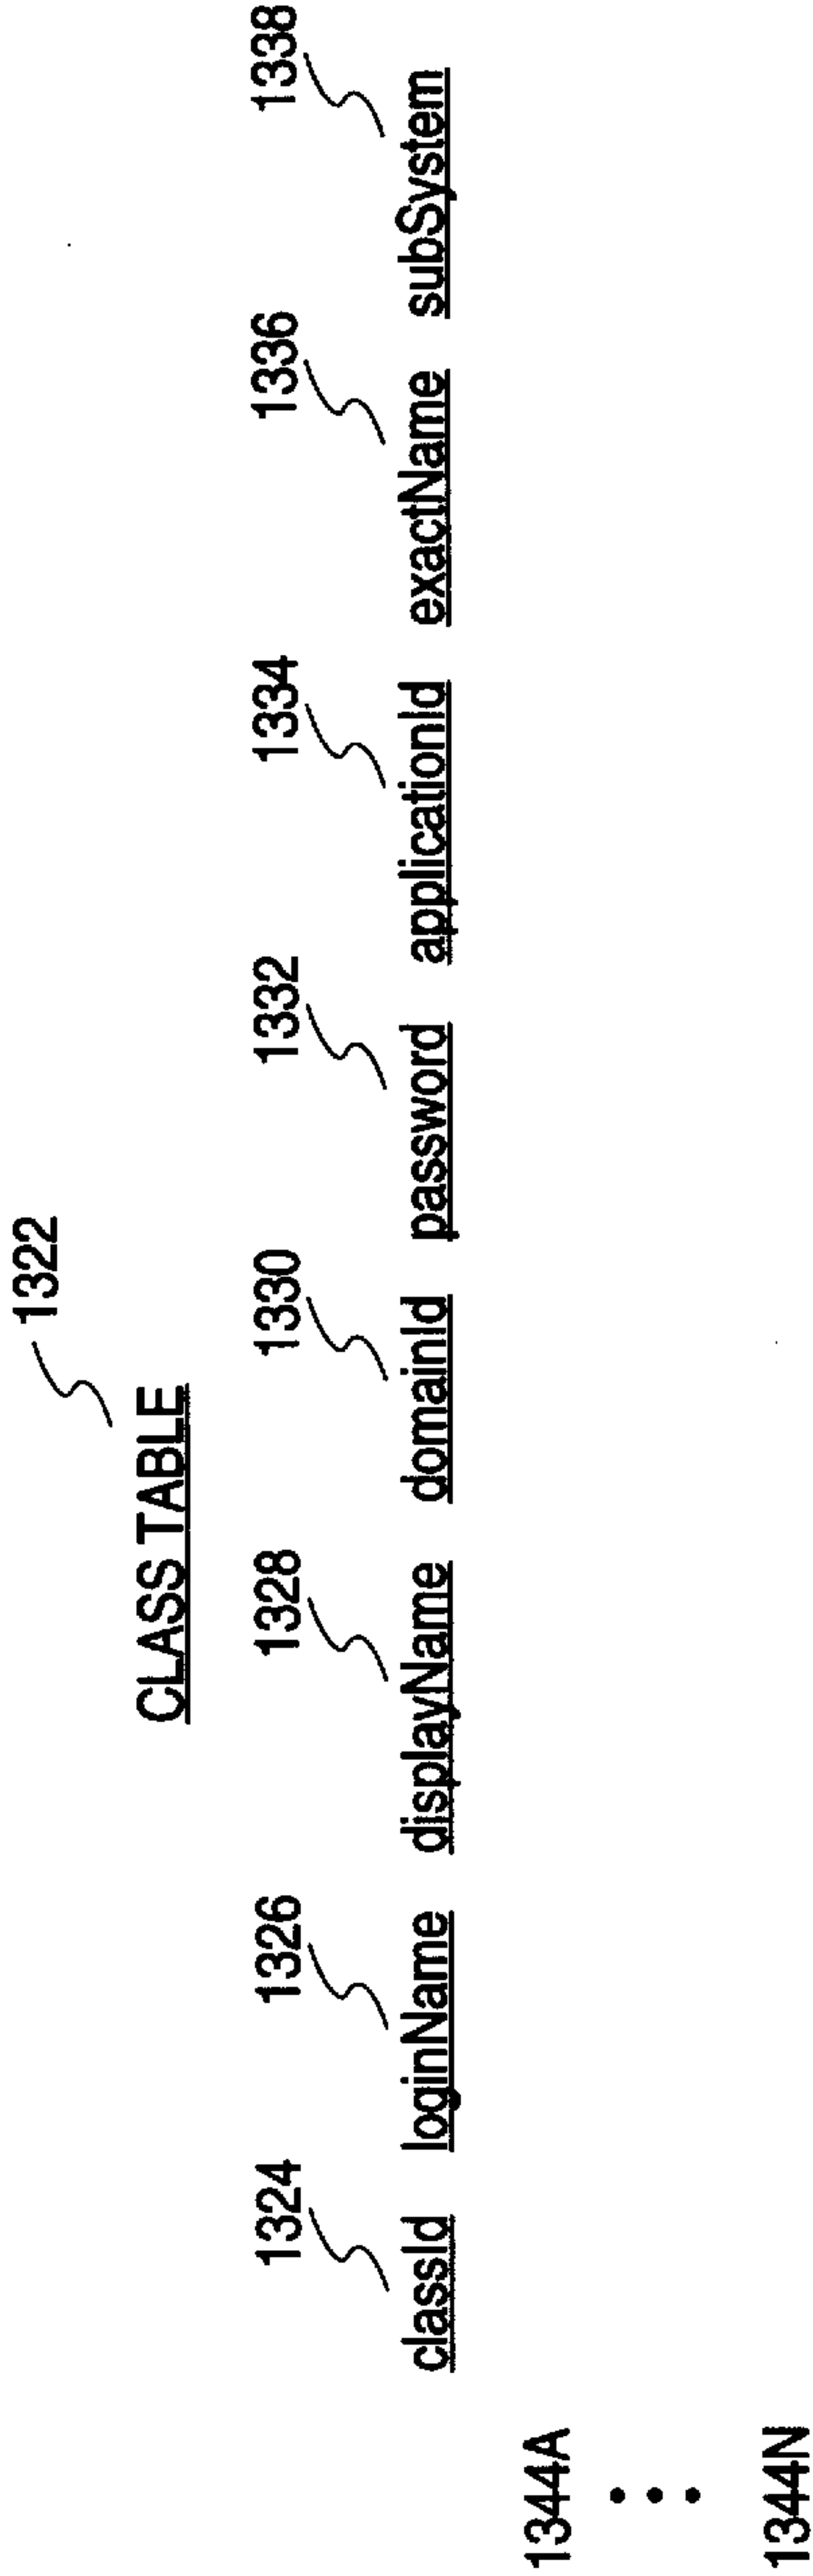 1322
CLASS TABLE
1324 1326 1328 1330 1332 1334 1336 1338
classId loginName displayName domainId password applicationId exactName subSystem
1344A
1344N